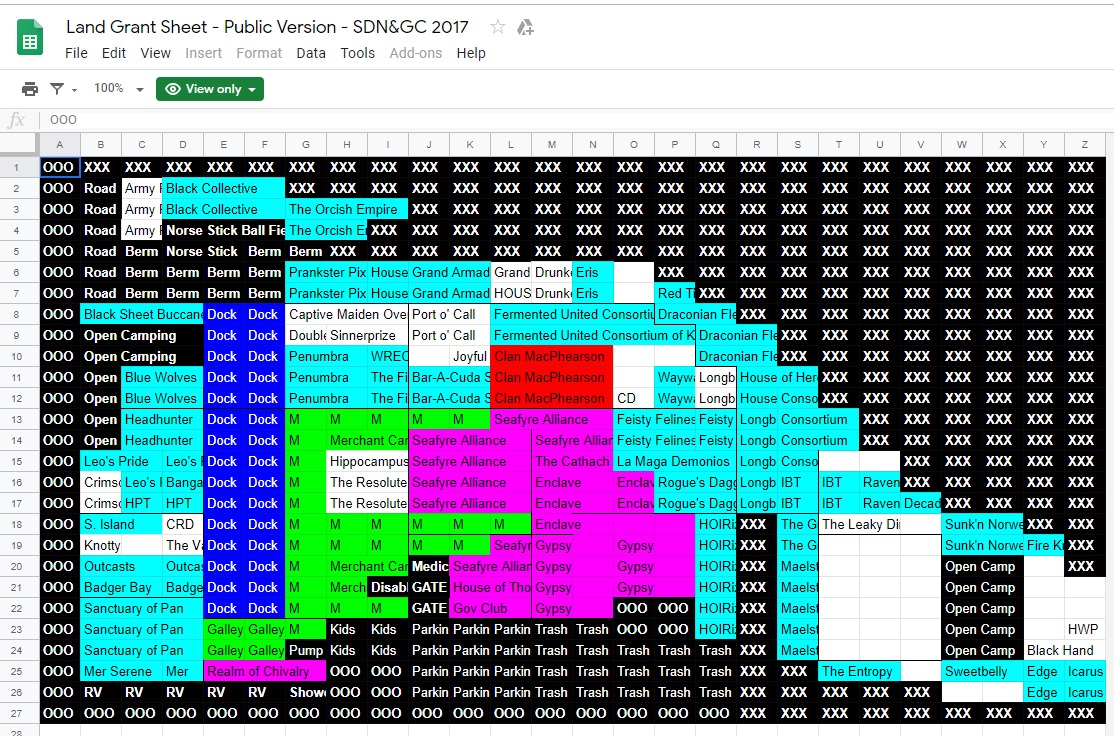 Land Grant Sheet - Public Version - SDN&GC 2017
File Edit View Insert Format Data Tools Add-ons Help
100% View only
fx OOO
A B C D E F G H I J K L M N O P Q R S T U V W X Y Z
1 OOO XXX XXX XXX XXX XXX XXX XXX XXX XXX XXX XXX XXX XXX XXX XXX XXX XXX XXX XXX XXX XXX XXX XXX XXX XXX
2 OOO Road Army Black Collective XXX XXX XXX XXX XXX XXX XXX XXX XXX XXX XXX XXX XXX XXX XXX XXX XXX XXX XXX XXX
3 OOO Road Army Black Collective The Orcish Empire XXX XXX XXX XXX XXX XXX XXX XXX XXX XXX XXX XXX XXX XXX XXX XXX XXX
4 OOO Road Army Norse Stick Ball Fie The Orcish E XXX XXX XXX XXX XXX XXX XXX XXX XXX XXX XXX XXX XXX XXX XXX XXX XXX XXX
5 OOO Road Berm Norse Stick Berm Berm XXX XXX XXX XXX XXX XXX XXX XXX XXX XXX XXX XXX XXX XXX XXX XXX XXX XXX XXX
6 OOO Road Berm Berm Berm Berm Prankster Pix House Grand Armad Grand Drunk Eris XXX XXX XXX XXX XXX XXX XXX XXX XXX XXX XXX
7 OOO Road Berm Berm Berm Berm Prankster Pix House Grand Armad HOUS Drunk Eris Red Ti XXX XXX XXX XXX XXX XXX XXX XXX XXX XXX
8 OOO Black Sheet Buccane Dock Dock Captive Maiden Ove Port o' Call Fermented United Consortiu Draconian Fle XXX XXX XXX XXX XXX XXX XXX XXX XXX
9 OOO Open Camping Dock Dock Double Sinnerprize Port o' Call Fermented United Consortium of K Draconian Fle XXX XXX XXX XXX XXX XXX XXX XXX
10 OOO Open Camping Dock Dock Penumbra WREC Joyful Clan MacPhearson Draconian Fle XXX XXX XXX XXX XXX XXX XXX XXX
11 OOO Open Blue Wolves Dock Dock Penumbra The Fi Bar-A-Cuda S Clan MacPhearson Wayw Longb House of Her XXX XXX XXX XXX XXX XXX XXX
12 OOO Open Blue Wolves Dock Dock Penumbra The Fi Bar-A-Cuda S Clan MacPhearson CD Wayw Longb House Conso XXX XXX XXX XXX XXX XXX XXX
13 OOO Open Headhunter Dock Dock M M M M M Seafyre Alliance Feisty Felines Feisty Longb Consortium XXX XXX XXX XXX XXX XXX
14 OOO Open Headhunter Dock Dock M Merchant Car Seafyre Alliance Seafyre Allian Feisty Felines Feisty Longb Consortium XXX XXX XXX XXX XXX XXX
15 OOO Leo's Pride Leo's Dock Dock M Hippocampus Seafyre Alliance The Cathach La Maga Demonios Longb Conso XXX XXX XXX XXX XXX
16 OOO Crimso Leo's Banga Dock Dock M The Resolute Seafyre Alliance Enclave Enclav Rogue's Dagg Longb IBT IBT Raven XXX XXX XXX XXX XXX
17 OOO Crimso HPT HPT Dock Dock M The Resolute Seafyre Alliance Enclave Enclav Rogue's Dagg Longb IBT IBT Raven Decad XXX XXX XXX XXX
18 OOO S. Island CRD Dock Dock M M M M M M Enclave HOIRi XXX The G The Leaky Di Sunk'n Norwe XXX XXX
19 OOO Knotty The Va Dock Dock M M M M M Seafyr Gypsy Gypsy HOIRi XXX The G Sunk'n Norwe Fire K XXX
20 OOO Outcasts Outcas Dock Dock M Merchant Car Medic Seafyre Allian Gypsy Gypsy HOIRi XXX Maelst Open Camp XXX
21 OOO Badger Bay Badge Dock Dock M Merch Disabl GATE House of Tho Gypsy Gypsy HOIRi XXX Maelst Open Camp
22 OOO Sanctuary of Pan Dock Dock M M M GATE Gov Club Gypsy OOO OOO HOIRi XXX Maelst Open Camp
23 OOO Sanctuary of Pan Galley Galley M Kids Kids Parkin Parkin Parkin Trash Trash OOO OOO HOIRi XXX Maelst Open Camp HWP
24 OOO Sanctuary of Pan Galley Galley Pump Kids Kids Parkin Parkin Parkin Trash Trash Trash Trash Trash XXX Maelst Open Camp Black Hand
25 OOO Mer Serene Mer Realm of Chivalry OOO OOO Parkin Parkin Parkin Trash Trash Trash Trash Trash XXX XXX The Entropy Sweetbelly Edge Icarus
26 OOO RV RV RV RV RV Showe OOO OOO Parkin Parkin Parkin Trash Trash Trash Trash Trash XXX XXX XXX XXX XXX Edge Icarus
27 OOO OOO OOO OOO OOO OOO OOO OOO OOO OOO OOO OOO OOO OOO OOO OOO OOO XXX XXX XXX XXX XXX XXX XXX XXX XXX
28